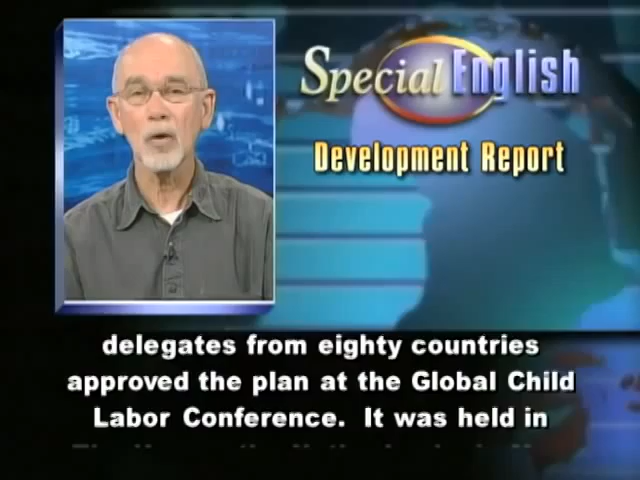 Special English
Development Report
delegates from eighty countries
approved the plan at the Global Child
Labor Conference. It was held in